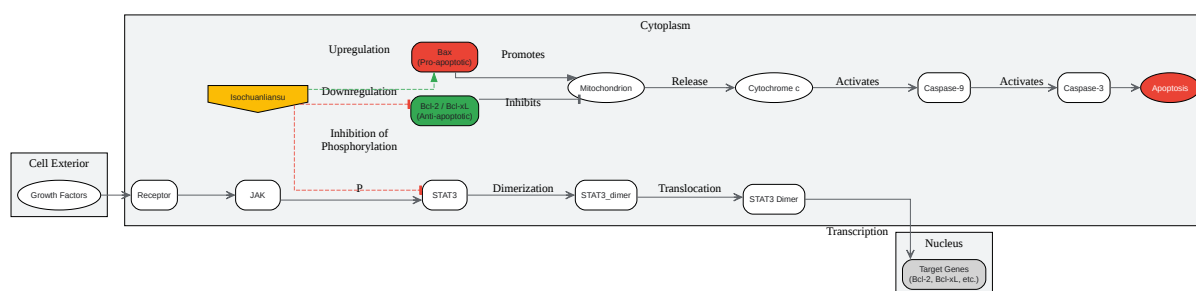 Cytoplasm
Upregulation
Bax
(Pro-apoptotic)
Promotes
Isochuanliansu
Downregulation
Bcl-2 / Bcl-xL
(Anti-apoptotic)
Inhibits
Mitochondrion
Release
Cytochrome c
Activates
Caspase-9
Activates
Caspase-3
Apoptosis
Inhibition of
Phosphorylation
Cell Exterior
Growth Factors
Receptor
JAK
P
STAT3
Dimerization
STAT3_dimer
Translocation
STAT3 Dimer
Transcription
Nucleus
Target Genes
(Bcl-2, Bcl-xL, etc.)